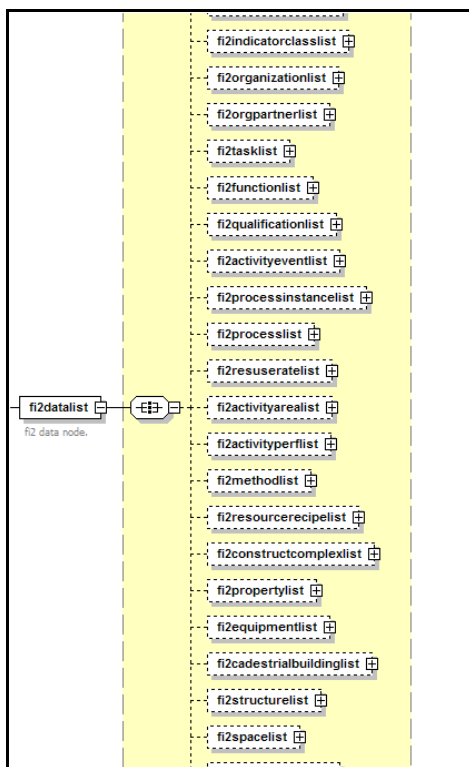 fi2indicatorclasslist
fi2organizationlist
fi2orgpartnerlist
fi2tasklist
fi2functionlist
fi2qualificationlist
fi2activityeventlist
fi2processinstancelist
fi2processlist
fi2resuseratelist
fi2datalist
fi2activityarealist
fi2 data node.
fi2activityperflist
fi2methodlist
fi2resourcerecipelist
fi2constructcomplexlist
fi2propertylist
fi2equipmentlist
fi2cadestrialbuildinglist
fi2structurelist
fi2spacelist